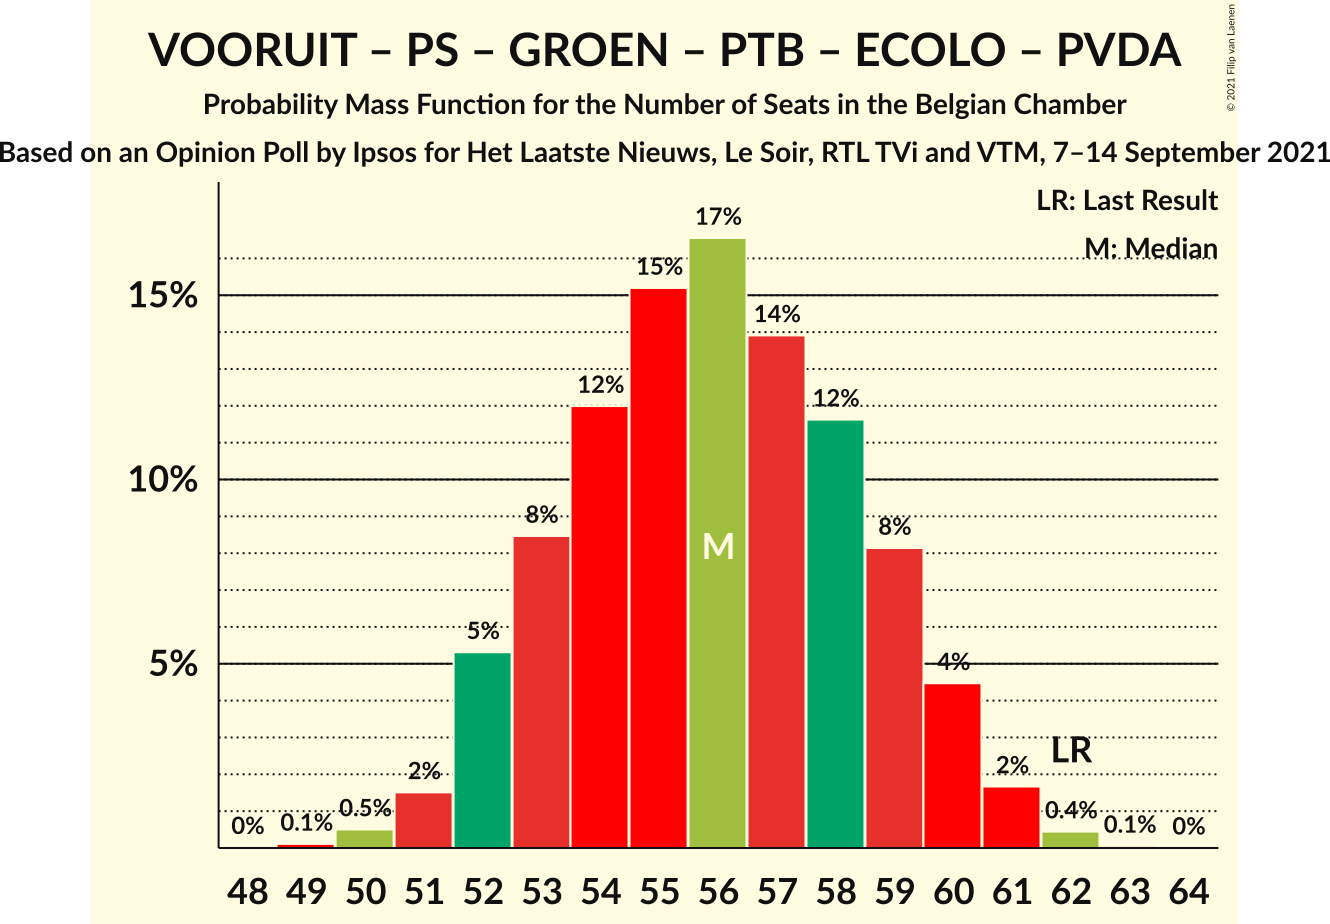 VOORUIT – PS – GROEN – PTB – ECOLO – PVDA
Probability Mass Function for the Number of Seats in the Belgian Chamber
Based on an Opinion Poll by Ipsos for Het Laatste Nieuws, Le Soir, RTL TVi and VTM, 7–14 September 2021
© 2021 Filip van Laenen
LR: Last Result
M: Median
15%
10%
5%
0%
0.1%
0.5%
2%
5%
8%
12%
15%
17%
14%
12%
8%
4%
2%
0.4%
0.1%
0%
M
LR
48 49 50 51 52 53 54 55 56 57 58 59 60 61 62 63 64